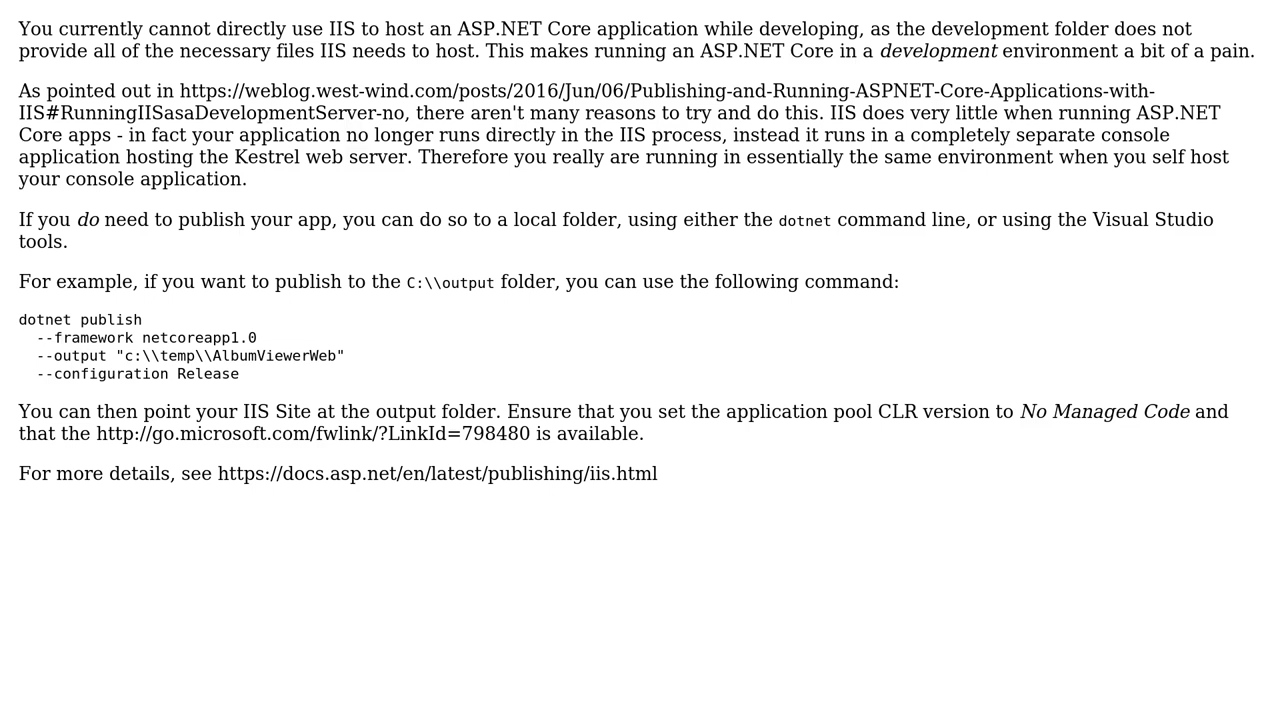 You currently cannot directly use IIS to host an ASP.NET Core application while developing, as the development folder does not
provide all of the necessary files IIS needs to host. This makes running an ASP.NET Core in a development environment a bit of a pain.
As pointed out in https://weblog.west-wind.com/posts/2016/Jun/06/Publishing-and-Running-ASPNET-Core-Applications-with-
IIS#RunningIISasaDevelopmentServer-no, there aren't many reasons to try and do this. IIS does very little when running ASP.NET
Core apps - in fact your application no longer runs directly in the IIS process, instead it runs in a completely separate console
application hosting the Kestrel web server. Therefore you really are running in essentially the same environment when you self host
your console application.
If you do need to publish your app, you can do so to a local folder, using either the dotnet command line, or using the Visual Studio
tools.
For example, if you want to publish to the C:\\output folder, you can use the following command:
dotnet publish
  --framework netcoreapp1.0
  --output "c:\\temp\\AlbumViewerWeb"
  --configuration Release
You can then point your IIS Site at the output folder. Ensure that you set the application pool CLR version to No Managed Code and
that the http://go.microsoft.com/fwlink/?LinkId=798480 is available.
For more details, see https://docs.asp.net/en/latest/publishing/iis.html